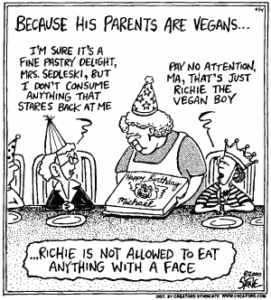 BECAUSE HIS PARENTS ARE VEGANS...
I'M SURE IT'S A
FINE PASTRY DELIGHT,
MRS. SEDLESKI, BUT
I DON'T CONSUME
ANYTHING THAT
STARES BACK AT ME
PAY NO ATTENTION,
MA, THAT'S JUST
RICHIE THE
VEGAN BOY
Happy Birthday
Michael
©2000
...RICHIE IS NOT ALLOWED TO EAT
ANYTHING WITH A FACE
DIST. BY CREATORS SYNDICATE WWW.CREATORS.COM